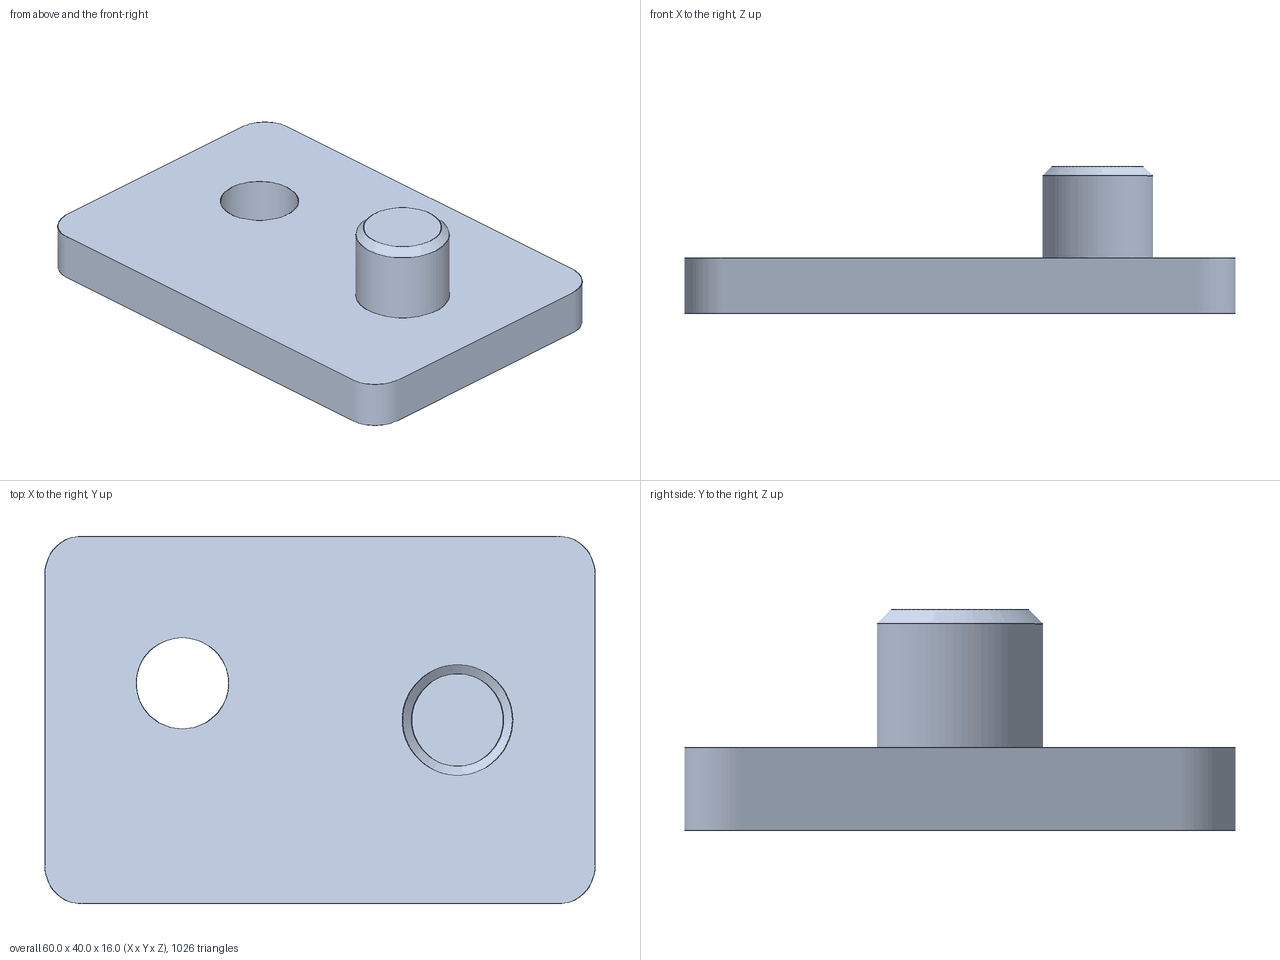 from above and the front-right
front: X to the right, Z up
top: X to the right, Y up
right side: Y to the right, Z up
overall 60.0 x 40.0 x 16.0 (X x Y x Z), 1026 triangles